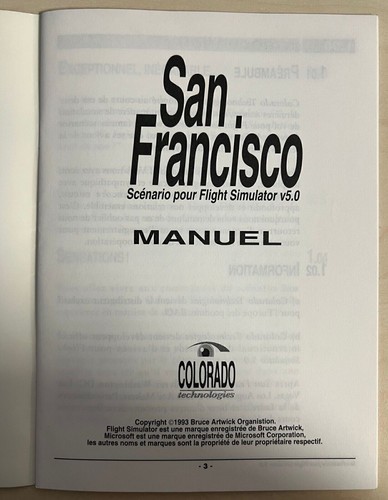 San
Francisco
Scénario pour Flight Simulator v5.0
MANUEL
COLORADO
technologies
Copyright ©1993 Bruce Artwick Organistion.
Flight Simulator est une marque enregistrée de Bruce Artwick,
Microsoft est une marque enregistrée de Microsoft Corporation,
les autres noms et marques sont la propriété de leur propriétaire respectif.
- 3 -